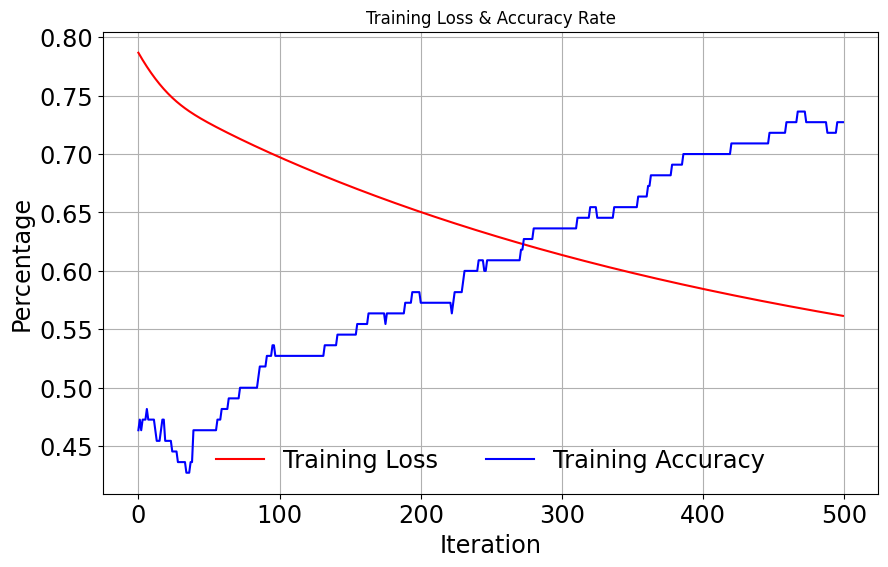 Training Loss & Accuracy Rate
Percentage
0.80
0.75
0.70
0.65
0.60
0.55
0.50
0.45
Training Loss
Training Accuracy
0
100
200
300
400
500
Iteration